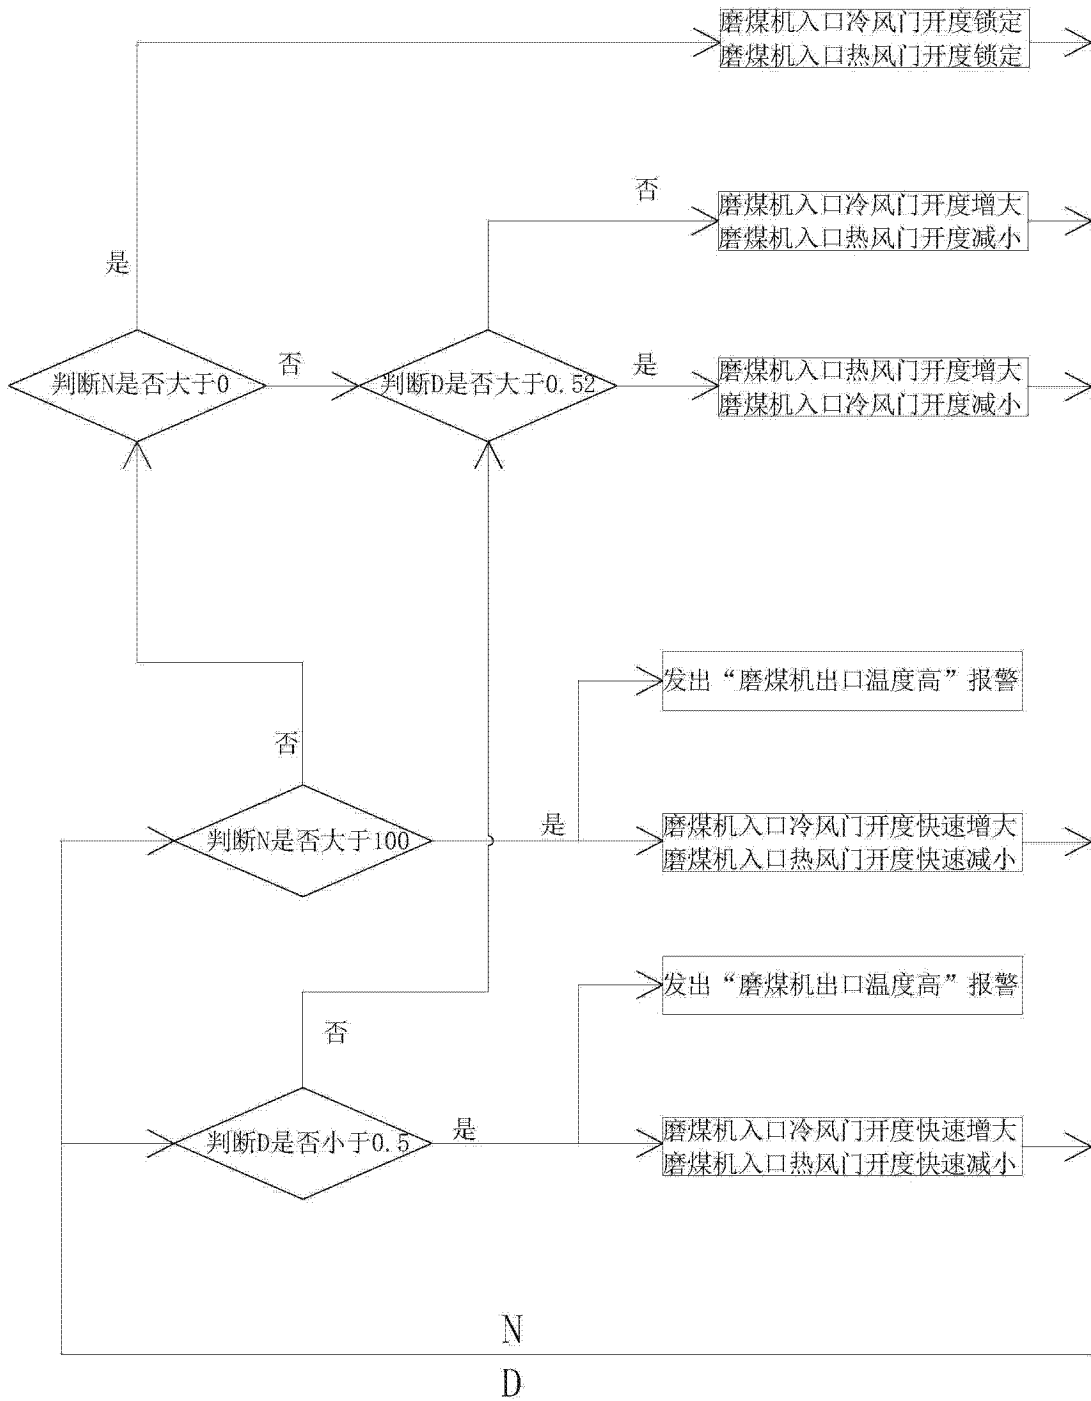 磨煤机入口冷风门开度锁定
磨煤机入口热风门开度锁定
否
磨煤机入口冷风门开度增大
磨煤机入口热风门开度减小
是
判断N是否大于0
否
判断D是否大于0.52
是
磨煤机入口热风门开度增大
磨煤机入口冷风门开度减小
发出“磨煤机出口温度高”报警
否
判断N是否大于100
是
磨煤机入口冷风门开度快速增大
磨煤机入口热风门开度快速减小
发出“磨煤机出口温度高”报警
否
判断D是否小于0.5
是
磨煤机入口冷风门开度快速增大
磨煤机入口热风门开度快速减小
N
D